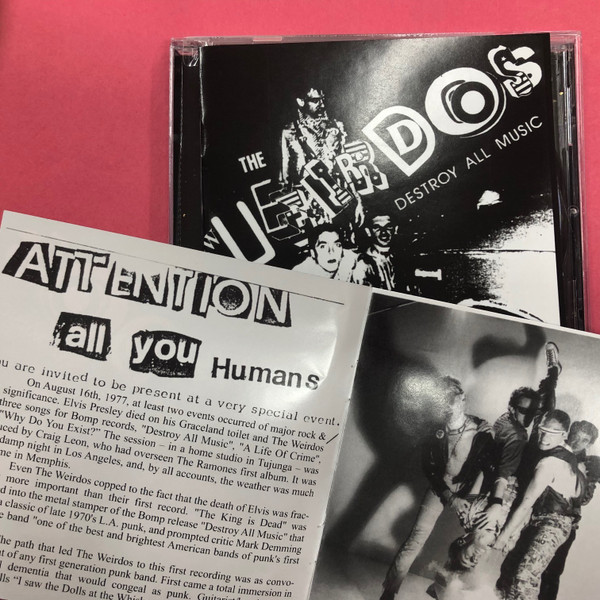 THE
WEIRDOS
DESTROY ALL MUSIC
ATTENTION
all you Humans
ou are invited to be present at a very special event.
On August 16th, 1977, at least two events occurred of major rock &
significance. Elvis Presley died on his Graceland toilet and The Weirdos
three songs for Bomp records, "Destroy All Music", "A Life Of Crime",
"Why Do You Exist?" The session – in a home studio in Tujunga – was
uced by Craig Leon, who had overseen The Ramones first album. It was
damp night in Los Angeles, and, by all accounts, the weather was much
me in Memphis.
Even The Weirdos copped to the fact that the death of Elvis was frac-
more important than their first record. "The King is Dead" was
d into the metal stamper of the Bomp release "Destroy All Music" that
a classic of late 1970's L.A. punk, and prompted critic Mark Demming
e band "one of the best and brightest American bands of punk's first
The path that led The Weirdos to this first recording was as convo-
t of any first generation punk band. First came a total immersion in
l dementia that would congeal as punk. Guitarist
lls "I saw the Dolls at the